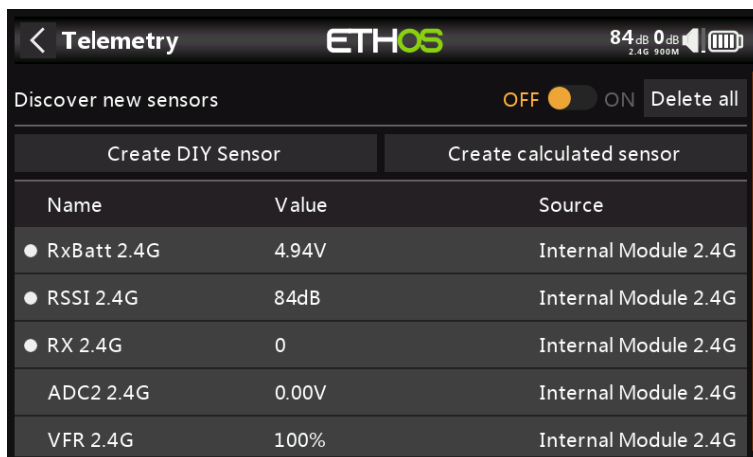 Telemetry ETHOS 84dB 0dB
2.4G 900M
Discover new sensors OFF ON Delete all
Create DIY Sensor Create calculated sensor
Name Value Source
RxBatt 2.4G 4.94V Internal Module 2.4G
RSSI 2.4G 84dB Internal Module 2.4G
RX 2.4G 0 Internal Module 2.4G
ADC2 2.4G 0.00V Internal Module 2.4G
VFR 2.4G 100% Internal Module 2.4G